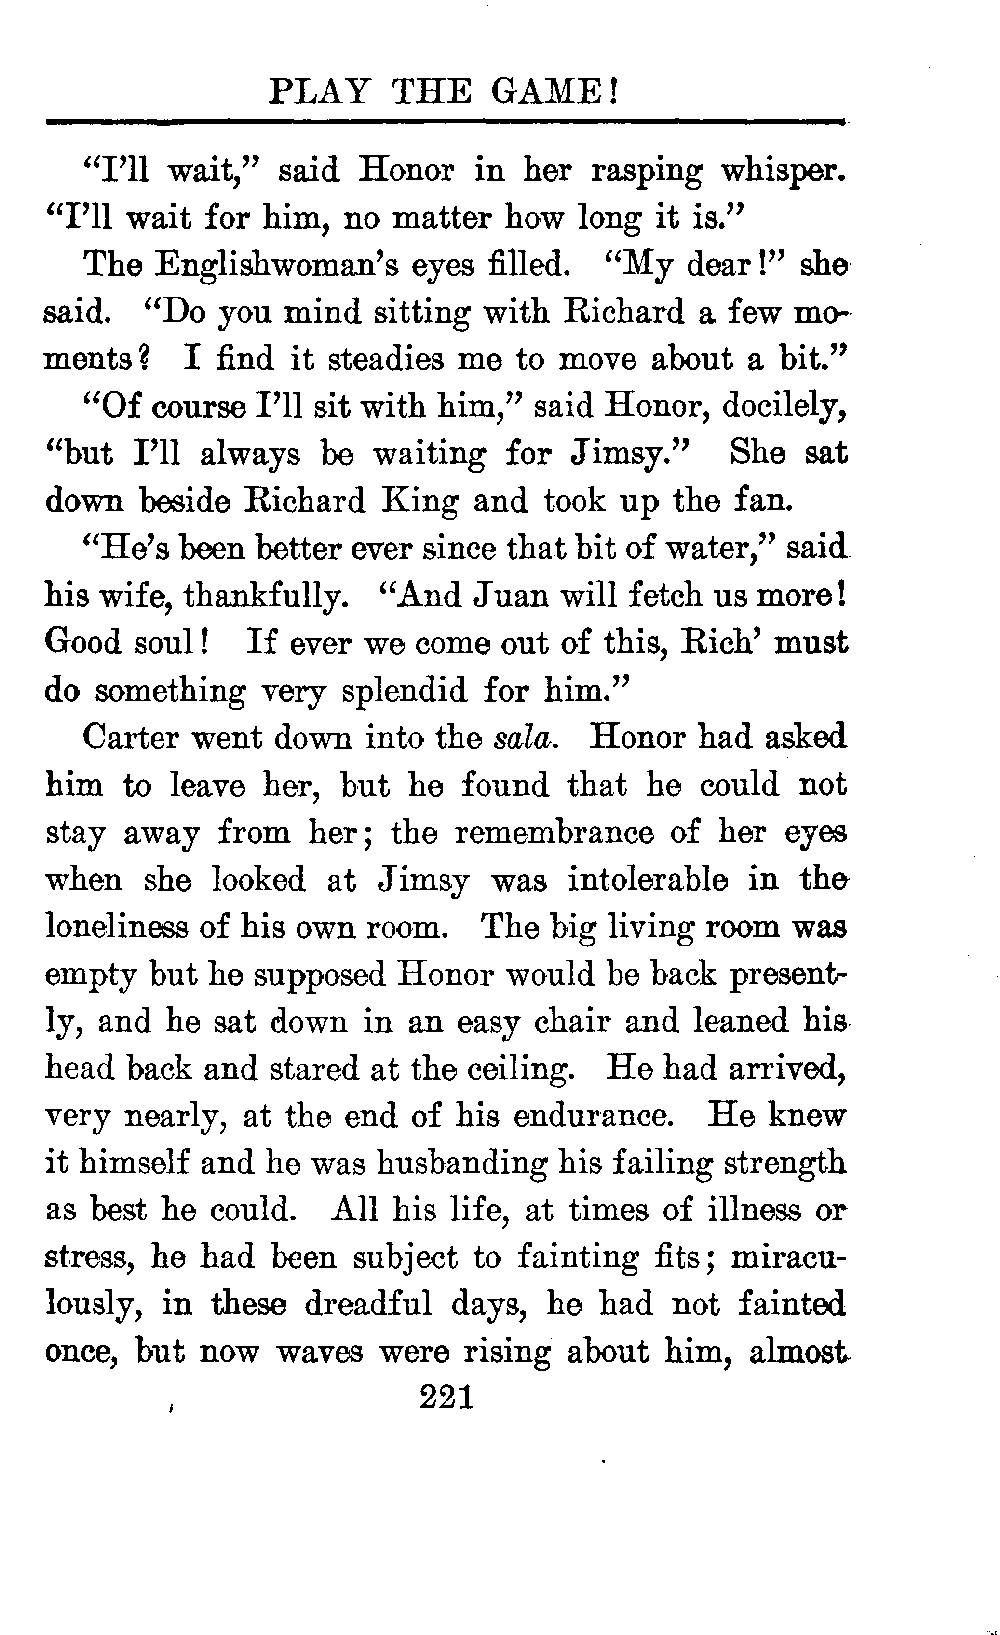 PLAY THE GAME!
“I’ll wait,” said Honor in her rasping whisper.
“I’ll wait for him, no matter how long it is.”
The Englishwoman’s eyes filled. “My dear!” she
said. “Do you mind sitting with Richard a few mo-
ments? I find it steadies me to move about a bit.”
“Of course I’ll sit with him,” said Honor, docilely,
“but I’ll always be waiting for Jimsy.” She sat
down beside Richard King and took up the fan.
“He’s been better ever since that bit of water,” said
his wife, thankfully. “And Juan will fetch us more!
Good soul! If ever we come out of this, Rich’ must
do something very splendid for him.”
Carter went down into the sala. Honor had asked
him to leave her, but he found that he could not
stay away from her; the remembrance of her eyes
when she looked at Jimsy was intolerable in the
loneliness of his own room. The big living room was
empty but he supposed Honor would be back present-
ly, and he sat down in an easy chair and leaned his
head back and stared at the ceiling. He had arrived,
very nearly, at the end of his endurance. He knew
it himself and he was husbanding his failing strength
as best he could. All his life, at times of illness or
stress, he had been subject to fainting fits; miracu-
lously, in these dreadful days, he had not fainted
once, but now waves were rising about him, almost
221